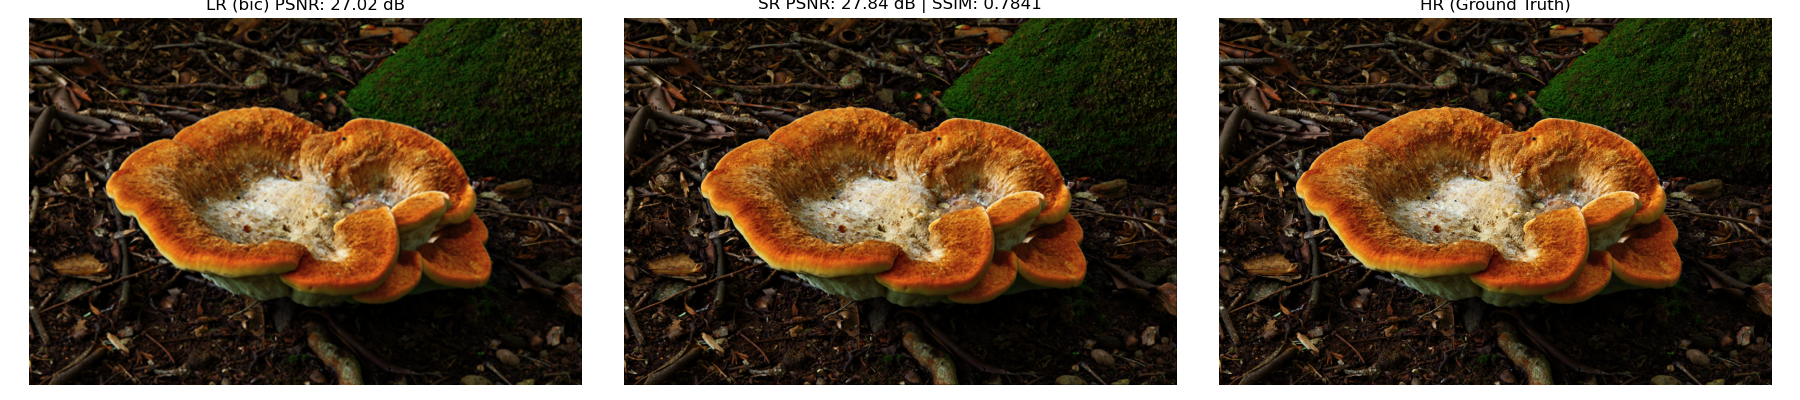 LR (bic) PSNR: 27.02 dB
SR PSNR: 27.84 dB | SSIM: 0.7841
HR (Ground Truth)